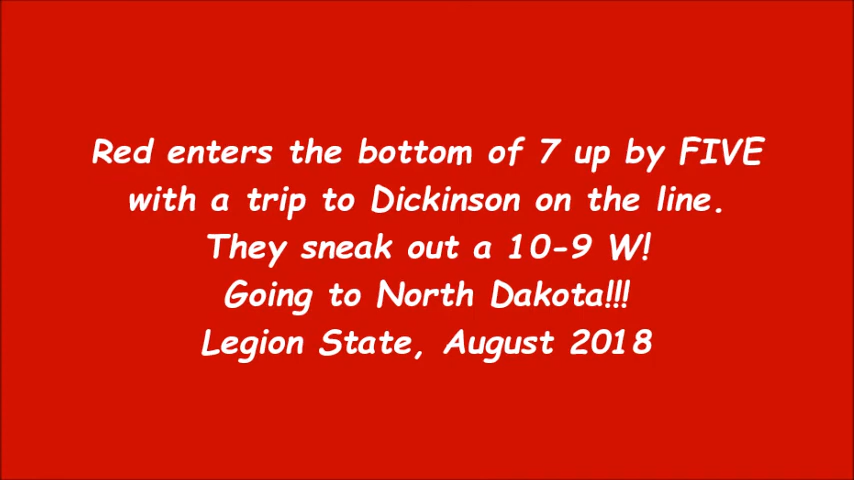 Red enters the bottom of 7 up by FIVE
with a trip to Dickinson on the line.
They sneak out a 10-9 W!
Going to North Dakota!!!
Legion State, August 2018